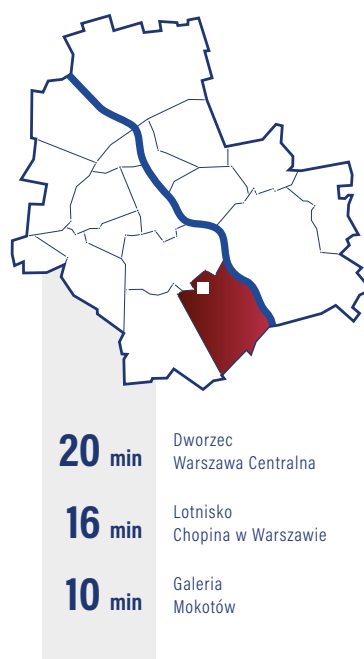 20 min
Dworzec
Warszawa Centralna
16 min
Lotnisko
Chopina w Warszawie
10 min
Galeria
Mokotów